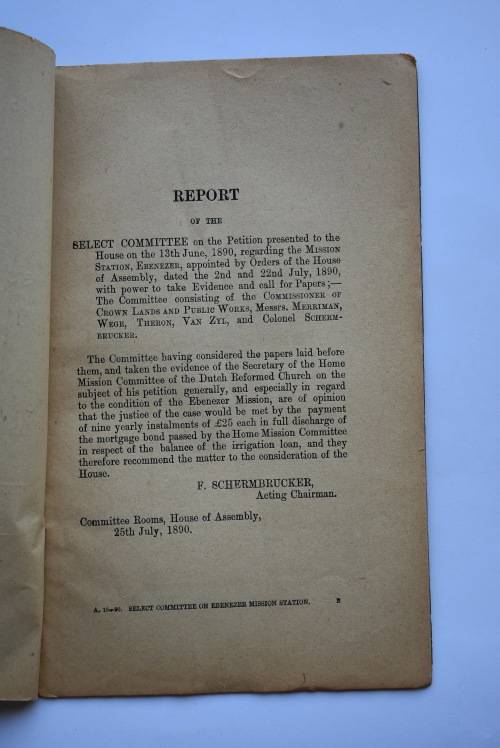 REPORT
OF THE
SELECT COMMITTEE on the Petition presented to the
House on the 13th June, 1890, regarding the MISSION
STATION, EBENEZER, appointed by Orders of the House
of Assembly, dated the 2nd and 22nd July, 1890,
with power to take Evidence and call for Papers;—
The Committee consisting of the COMMISSIONER OF
CROWN LANDS AND PUBLIC WORKS, Messrs. MERRIMAN,
WEGE, THERON, VAN ZYL, and Colonel SCHERM-
BRUCKER.
The Committee having considered the papers laid before
them, and taken the evidence of the Secretary of the Home
Mission Committee of the Dutch Reformed Church on the
subject of his petition generally, and especially in regard
to the condition of the Ebenezer Mission, are of opinion
that the justice of the case would be met by the payment
of nine yearly instalments of £25 each in full discharge of
the mortgage bond passed by the Home Mission Committee
in respect of the balance of the irrigation loan, and they
therefore recommend the matter to the consideration of the
House.
F. SCHERMBRUCKER,
Acting Chairman.
Committee Rooms, House of Assembly,
25th July, 1890.
SELECT COMMITTEE ON EBENEZER MISSION STATION. B